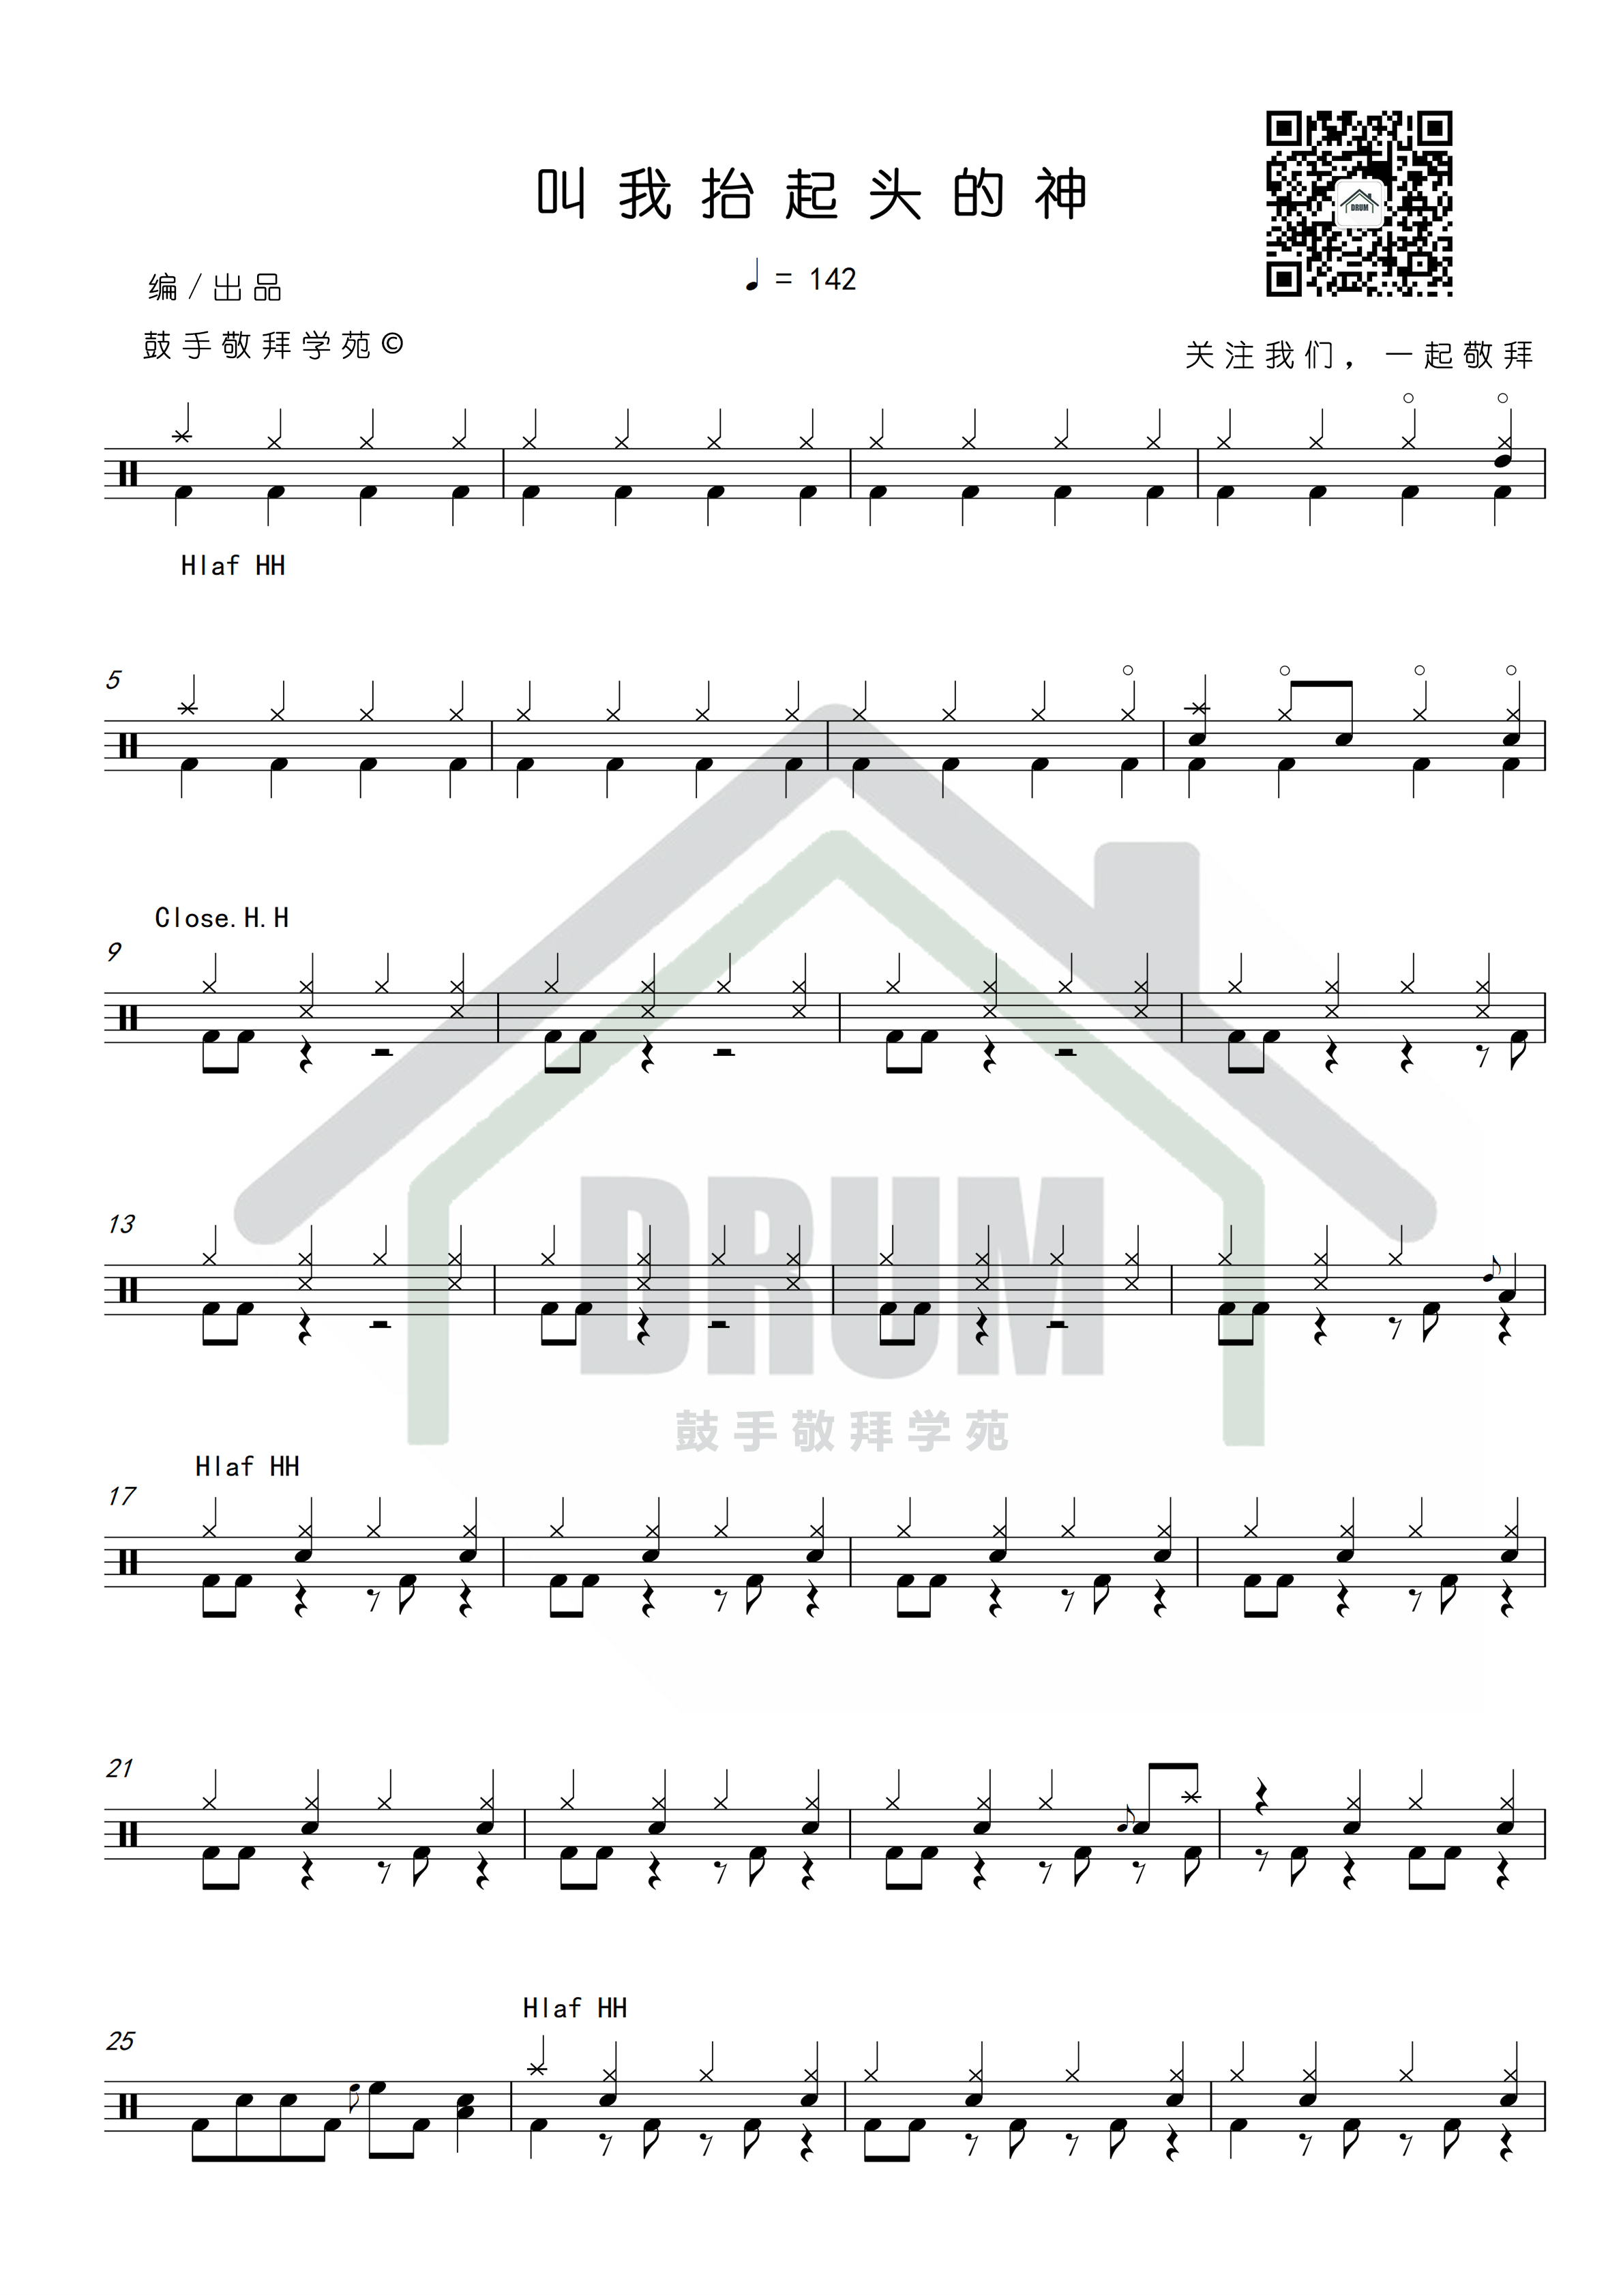 叫我抬起头的神
DRUM
♩ = 142
编/出品
鼓手敬拜学苑©
关注我们，一起敬拜
Hlaf HH
5
Close.H.H
9
13
DRUM
鼓手敬拜学苑
Hlaf HH
17
21
Hlaf HH
25